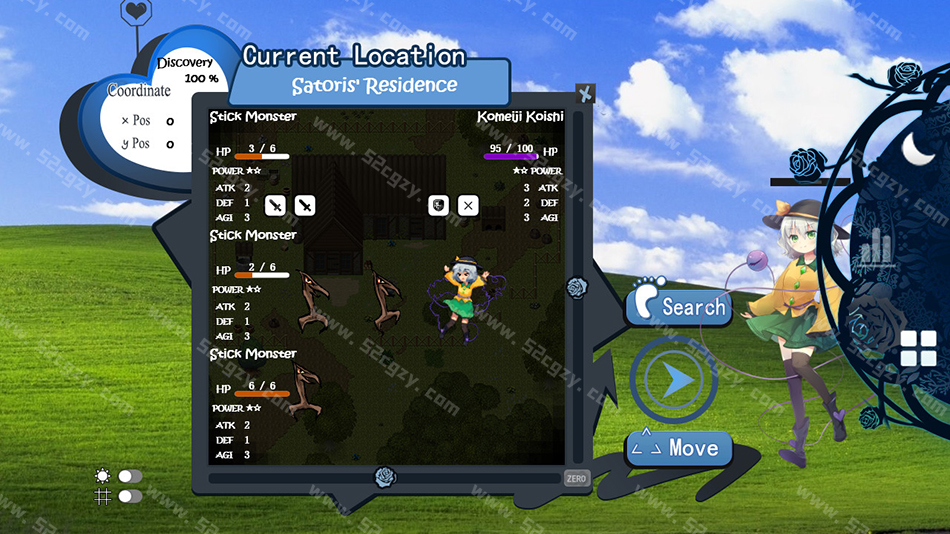 Current Location
Satoris' Residence
Discovery
100 %
Coordinate
x Pos 0
y Pos 0
Stick Monster
HP 3 / 6
POWER ★☆
ATK 2
DEF 1
AGI 3
Komeiji Koishi
95 / 100 HP
★☆ POWER
3 ATK
2 DEF
3 AGI
Stick Monster
HP 2 / 6
POWER ★☆
ATK 2
DEF 1
AGI 3
Stick Monster
HP 6 / 6
POWER ★☆
ATK 2
DEF 1
AGI 3
Search
Move
ZERO
www.52cgzy.com